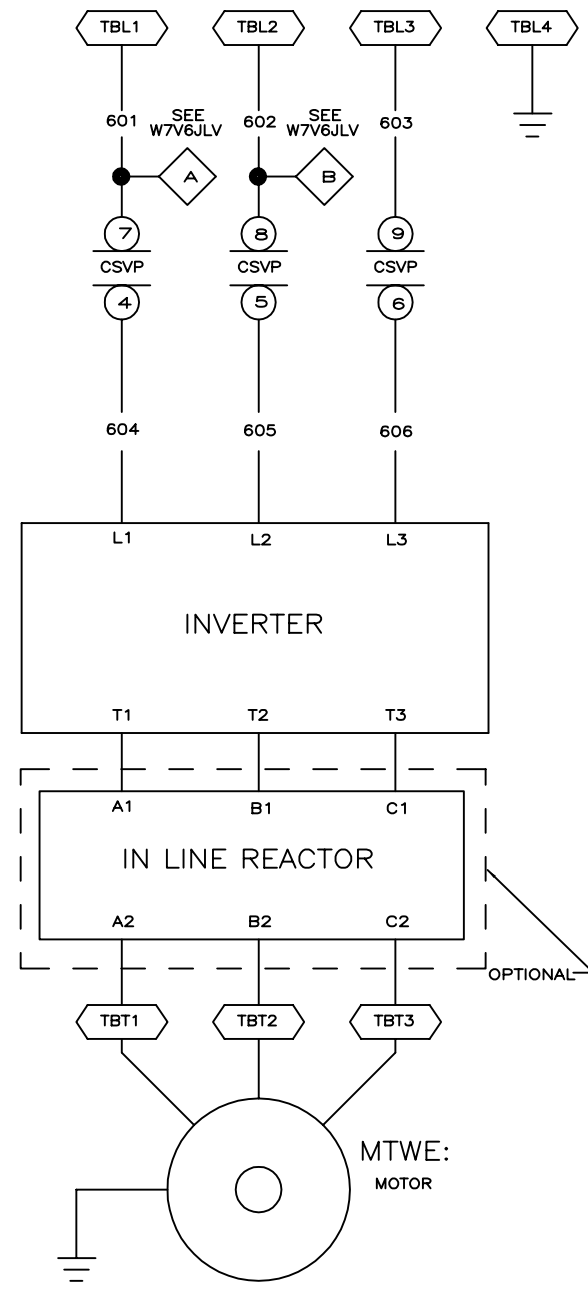 TBL1 TBL2 TBL3 TBL4
601 SEE W7V6JLV 602 SEE W7V6JLV 603
A B
7 8 9
CSVP CSVP CSVP
4 5 6
604 605 606
L1 L2 L3
INVERTER
T1 T2 T3
A1 B1 C1
IN LINE REACTOR
A2 B2 C2
OPTIONAL
TBT1 TBT2 TBT3
MTWE:
MOTOR